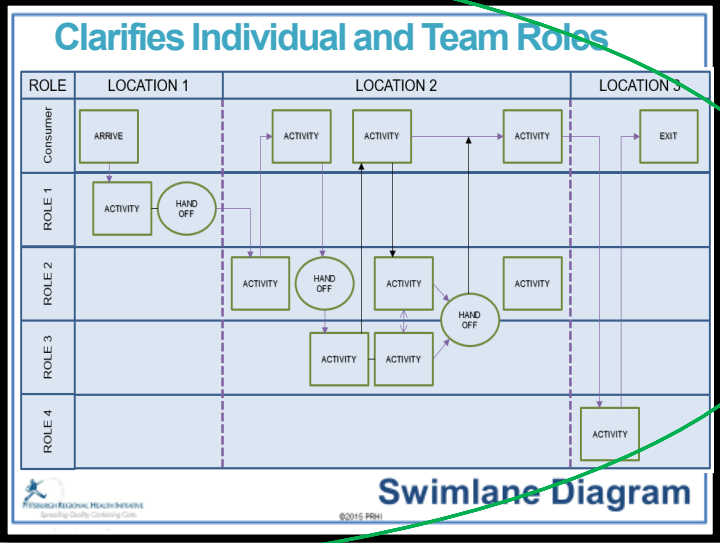 Clarifies Individual and Team Roles
ROLE LOCATION 1 LOCATION 2 LOCATION 3
Consumer
ARRIVE ACTIVITY ACTIVITY ACTIVITY EXIT
ROLE 1
ACTIVITY HAND
OFF
ROLE 2
ACTIVITY HAND
OFF ACTIVITY ACTIVITY
HAND
OFF
ROLE 3
ACTIVITY ACTIVITY
ROLE 4
ACTIVITY
Swimlane Diagram
PITTSBURGH REGIONAL HEALTH INITIATIVE
Spreading Quality, Containing Costs.
©2015 PRHI